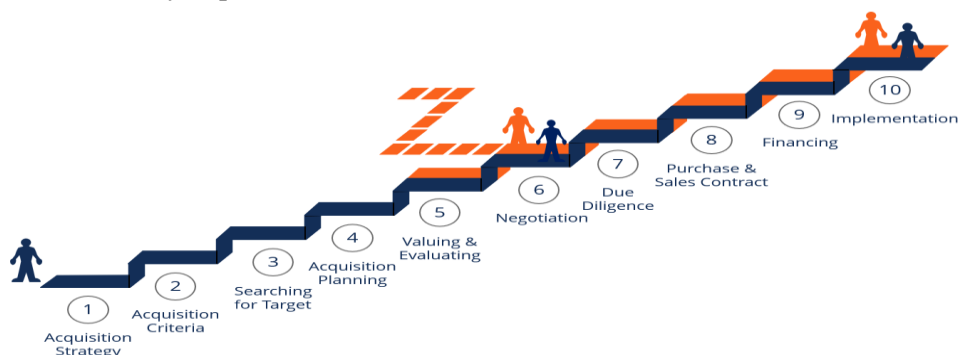 1
Acquisition
Strategy
2
Acquisition
Criteria
3
Searching
for Target
4
Acquisition
Planning
5
Valuing &
Evaluating
6
Negotiation
7
Due
Diligence
8
Purchase &
Sales Contract
9
Financing
10
Implementation